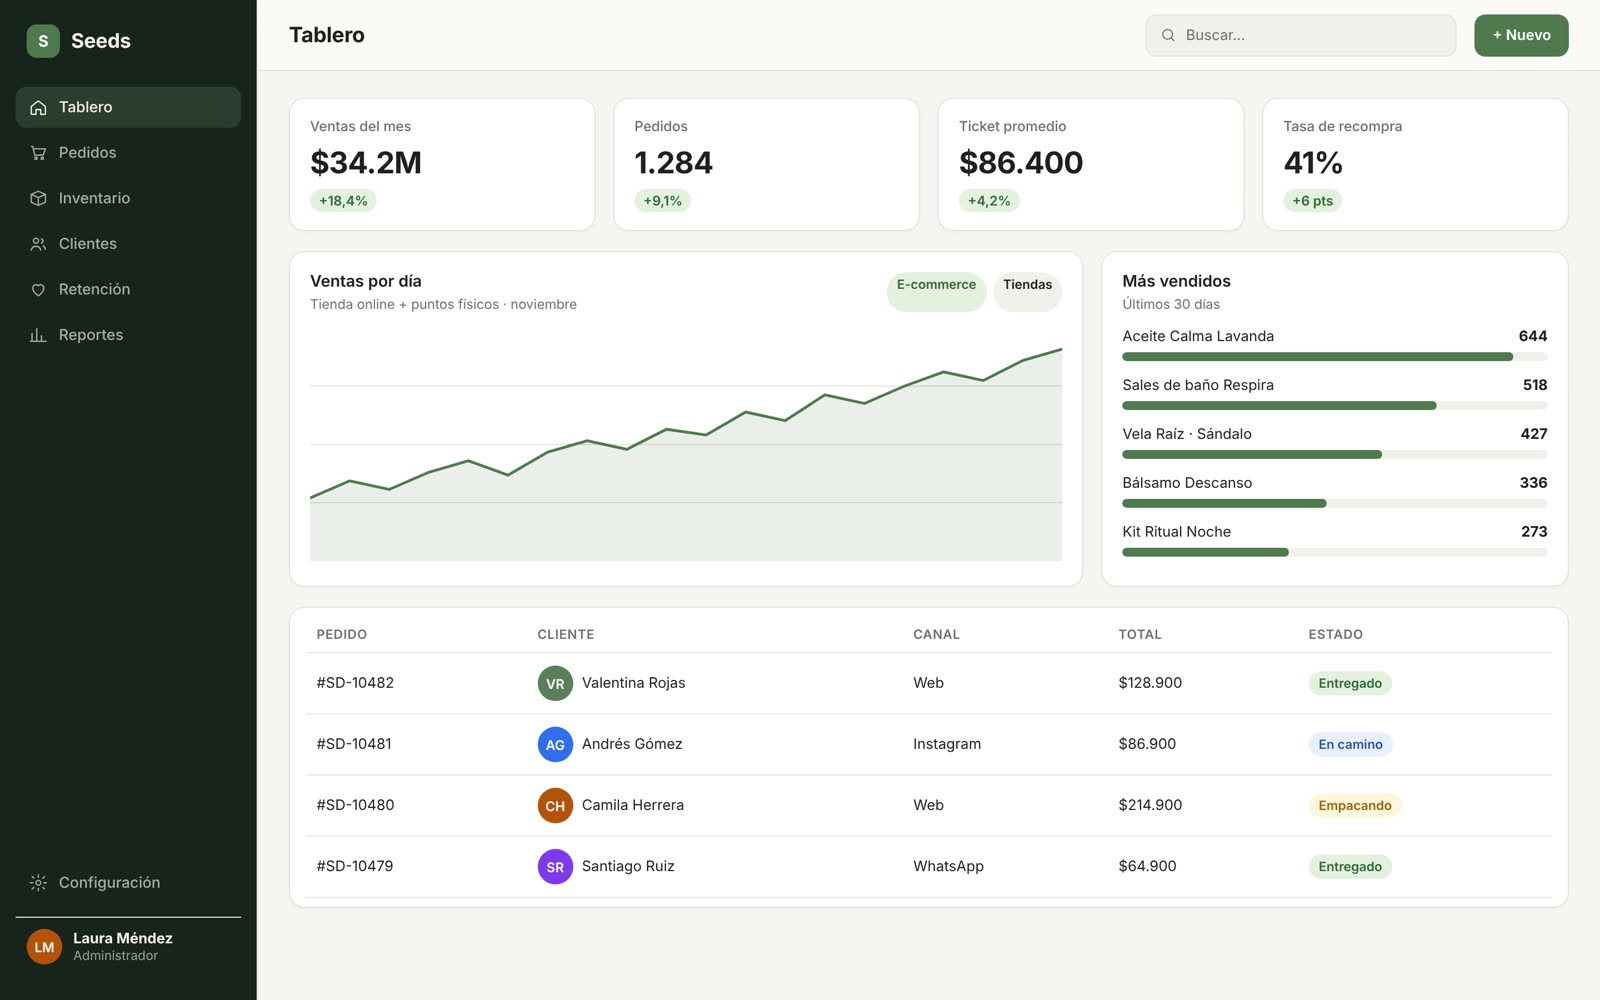 S
Seeds
Tablero
Pedidos
Inventario
Clientes
Retención
Reportes
Configuración
LM
Laura Méndez
Administrador
Tablero
Buscar...
+ Nuevo
Ventas del mes
$34.2M
+18,4%
Pedidos
1.284
+9,1%
Ticket promedio
$86.400
+4,2%
Tasa de recompra
41%
+6 pts
Ventas por día
Tienda online + puntos físicos · noviembre
E-commerce
Tiendas
Más vendidos
Últimos 30 días
Aceite Calma Lavanda 644
Sales de baño Respira 518
Vela Raíz · Sándalo 427
Bálsamo Descanso 336
Kit Ritual Noche 273
PEDIDO CLIENTE CANAL TOTAL ESTADO
#SD-10482 VR Valentina Rojas Web $128.900 Entregado
#SD-10481 AG Andrés Gómez Instagram $86.900 En camino
#SD-10480 CH Camila Herrera Web $214.900 Empacando
#SD-10479 SR Santiago Ruiz WhatsApp $64.900 Entregado